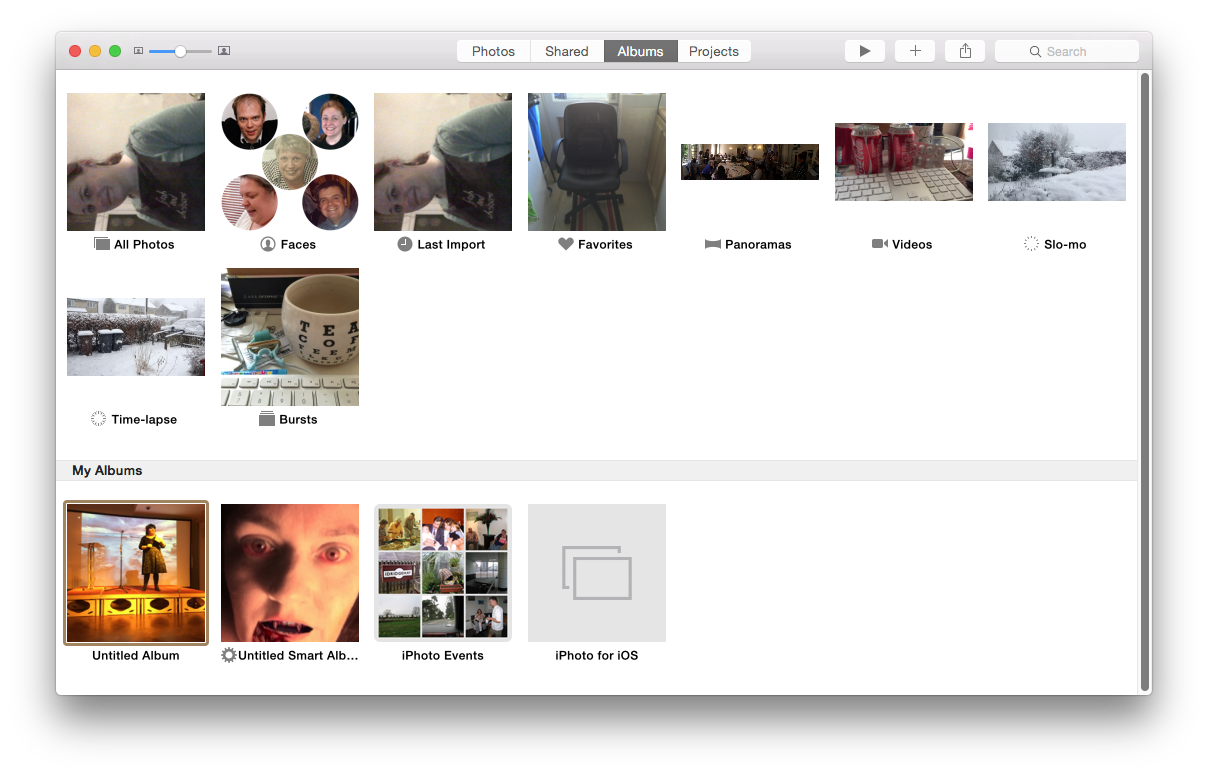 Photos Shared Albums Projects Search
All Photos Faces Last Import Favorites Panoramas Videos Slo-mo
T E A
C O F
F E E M
Time-lapse Bursts
My Albums
Untitled Album Untitled Smart Alb... iPhoto Events iPhoto for iOS